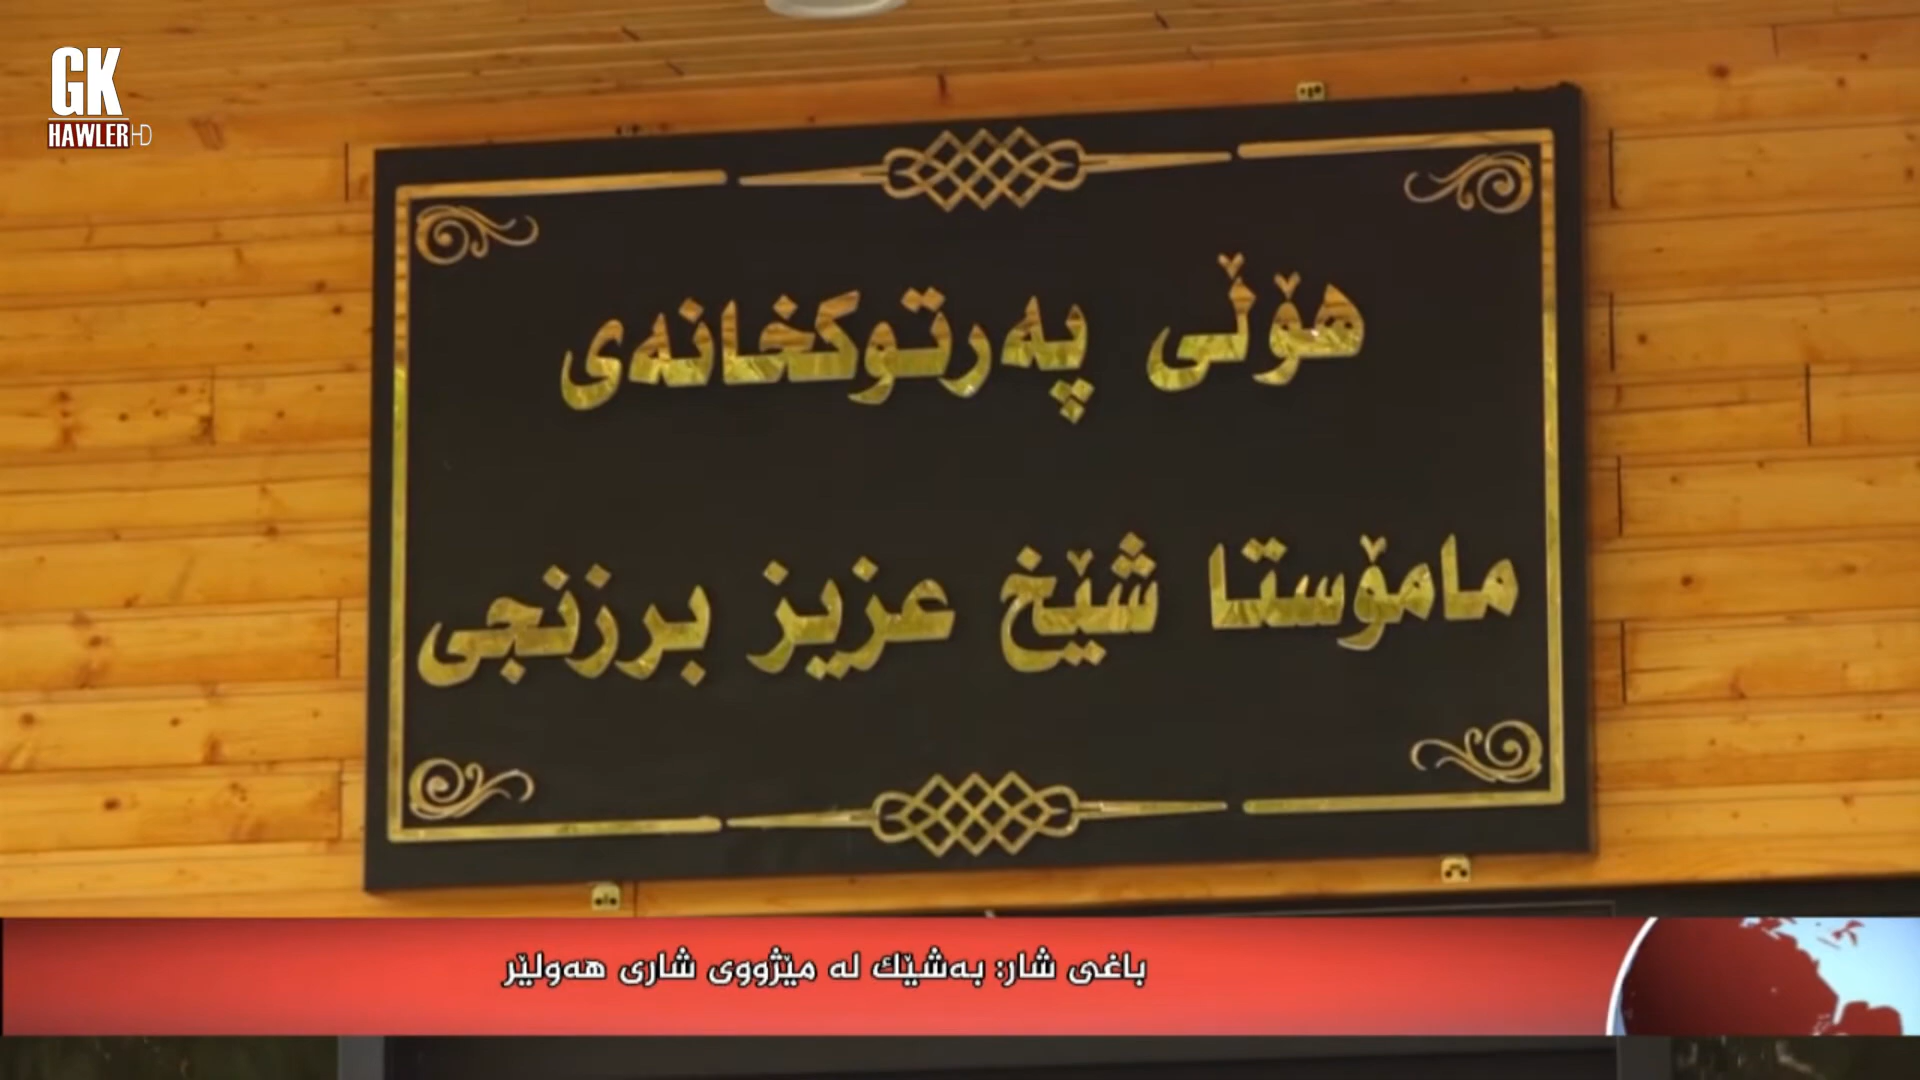 GK
HAWLER HD
هۆڵی پەرتوکخانەی
مامۆستا شێخ عزیز برزنجی
باغی شار: بەشێك لە مێژووی شاری هەولێر